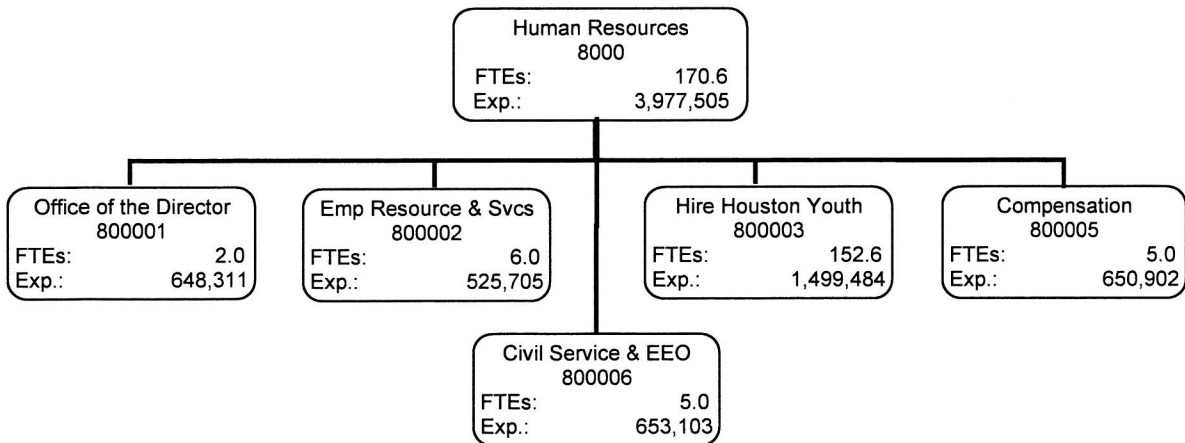 Human Resources
8000
FTEs: 170.6
Exp.: 3,977,505
Office of the Director
800001
FTEs: 2.0
Exp.: 648,311
Emp Resource & Svcs
800002
FTEs: 6.0
Exp.: 525,705
Hire Houston Youth
800003
FTEs: 152.6
Exp.: 1,499,484
Compensation
800005
FTEs: 5.0
Exp.: 650,902
Civil Service & EEO
800006
FTEs: 5.0
Exp.: 653,103